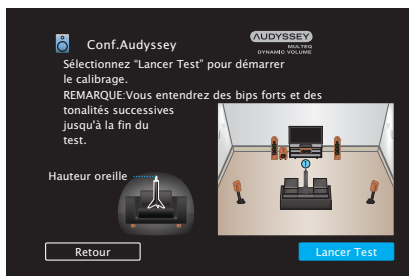 Conf.Audyssey
AUDYSSEY
MULTEQ
DYNAMIC VOLUME
Sélectionnez “Lancer Test” pour démarrer
le calibrage.
REMARQUE:Vous entendrez des bips forts et des
tonalités successives
jusqu'à la fin du
test.
Hauteur oreille
Retour
Lancer Test